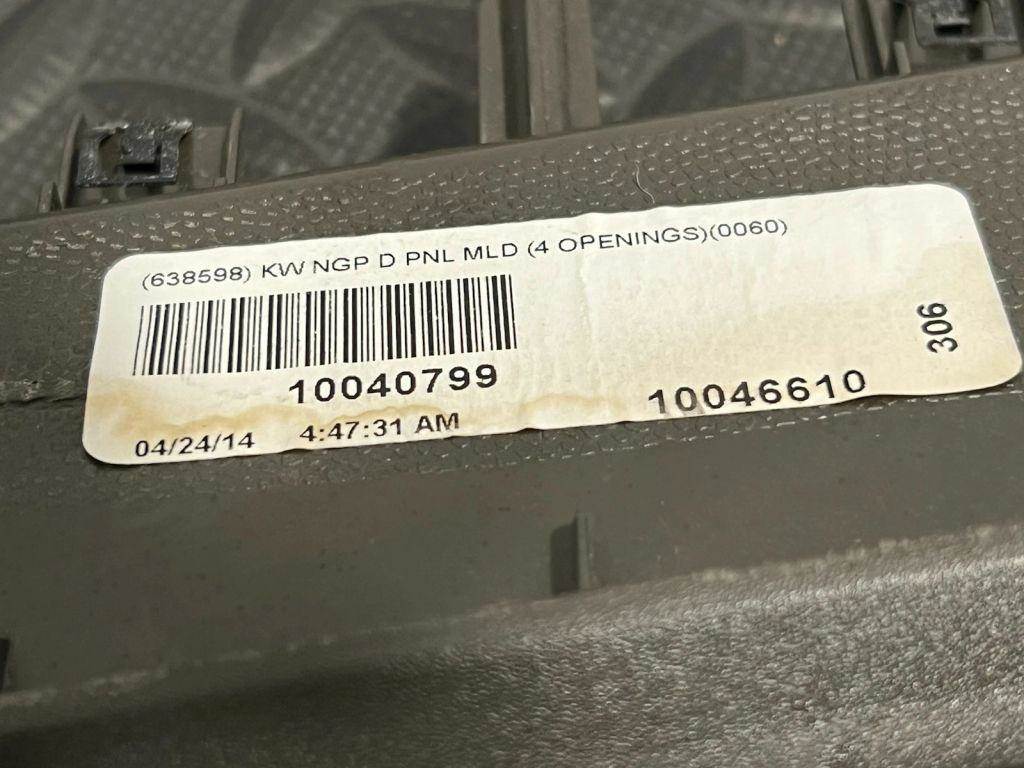 (638598) KW NGP D PNL MLD (4 OPENINGS)(0060)
10040799
04/24/14 4:47:31 AM
10046610
306